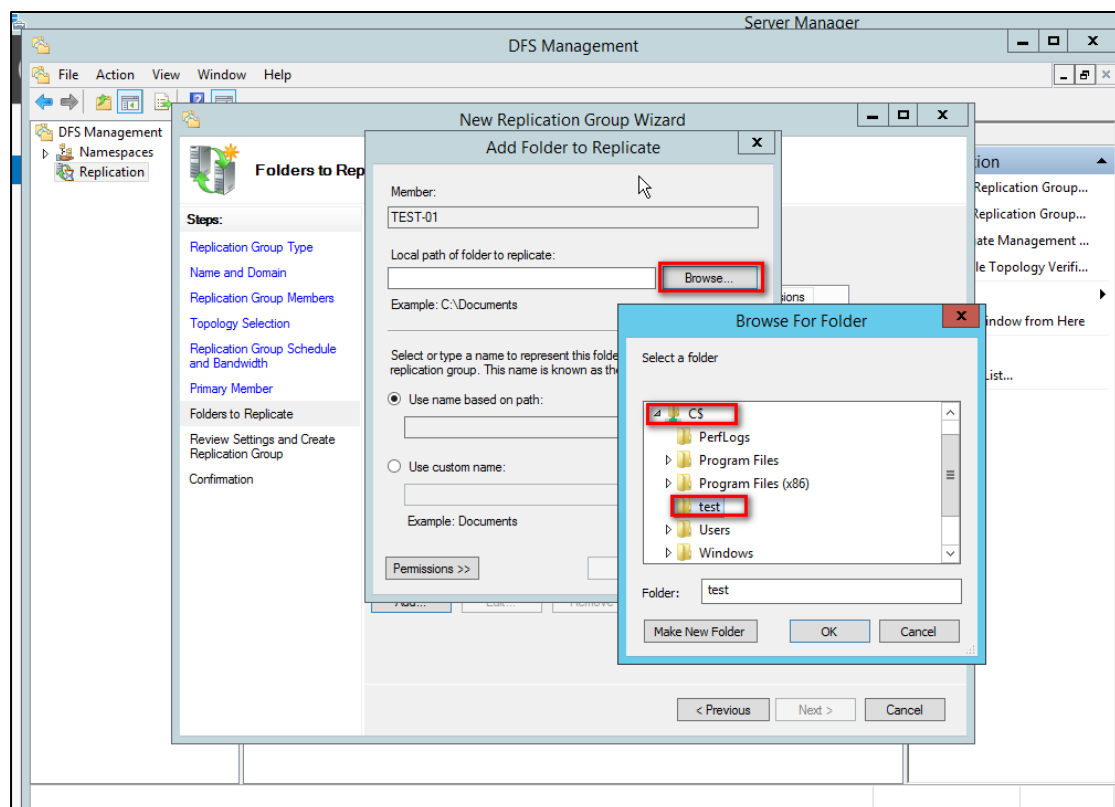 Server Manager
DFS Management
File Action View Window Help
DFS Management
Namespaces
Replication
New Replication Group Wizard
Folders to Rep
Steps:
Replication Group Type
Name and Domain
Replication Group Members
Topology Selection
Replication Group Schedule
and Bandwidth
Primary Member
Folders to Replicate
Review Settings and Create
Replication Group
Confirmation
Add Folder to Replicate
Member:
TEST-01
Local path of folder to replicate:
Browse...
Example: C:\Documents
Select or type a name to represent this folde
replication group. This name is known as the
Use name based on path:
Use custom name:
Example: Documents
Permissions >>
Add...
Edit...
Remove
sions
Browse For Folder
Select a folder
C$
PerfLogs
Program Files
Program Files (x86)
test
Users
Windows
Folder: test
Make New Folder OK Cancel
< Previous Next > Cancel
ion
Replication Group...
Replication Group...
ate Management ...
le Topology Verifi...
indow from Here
List...